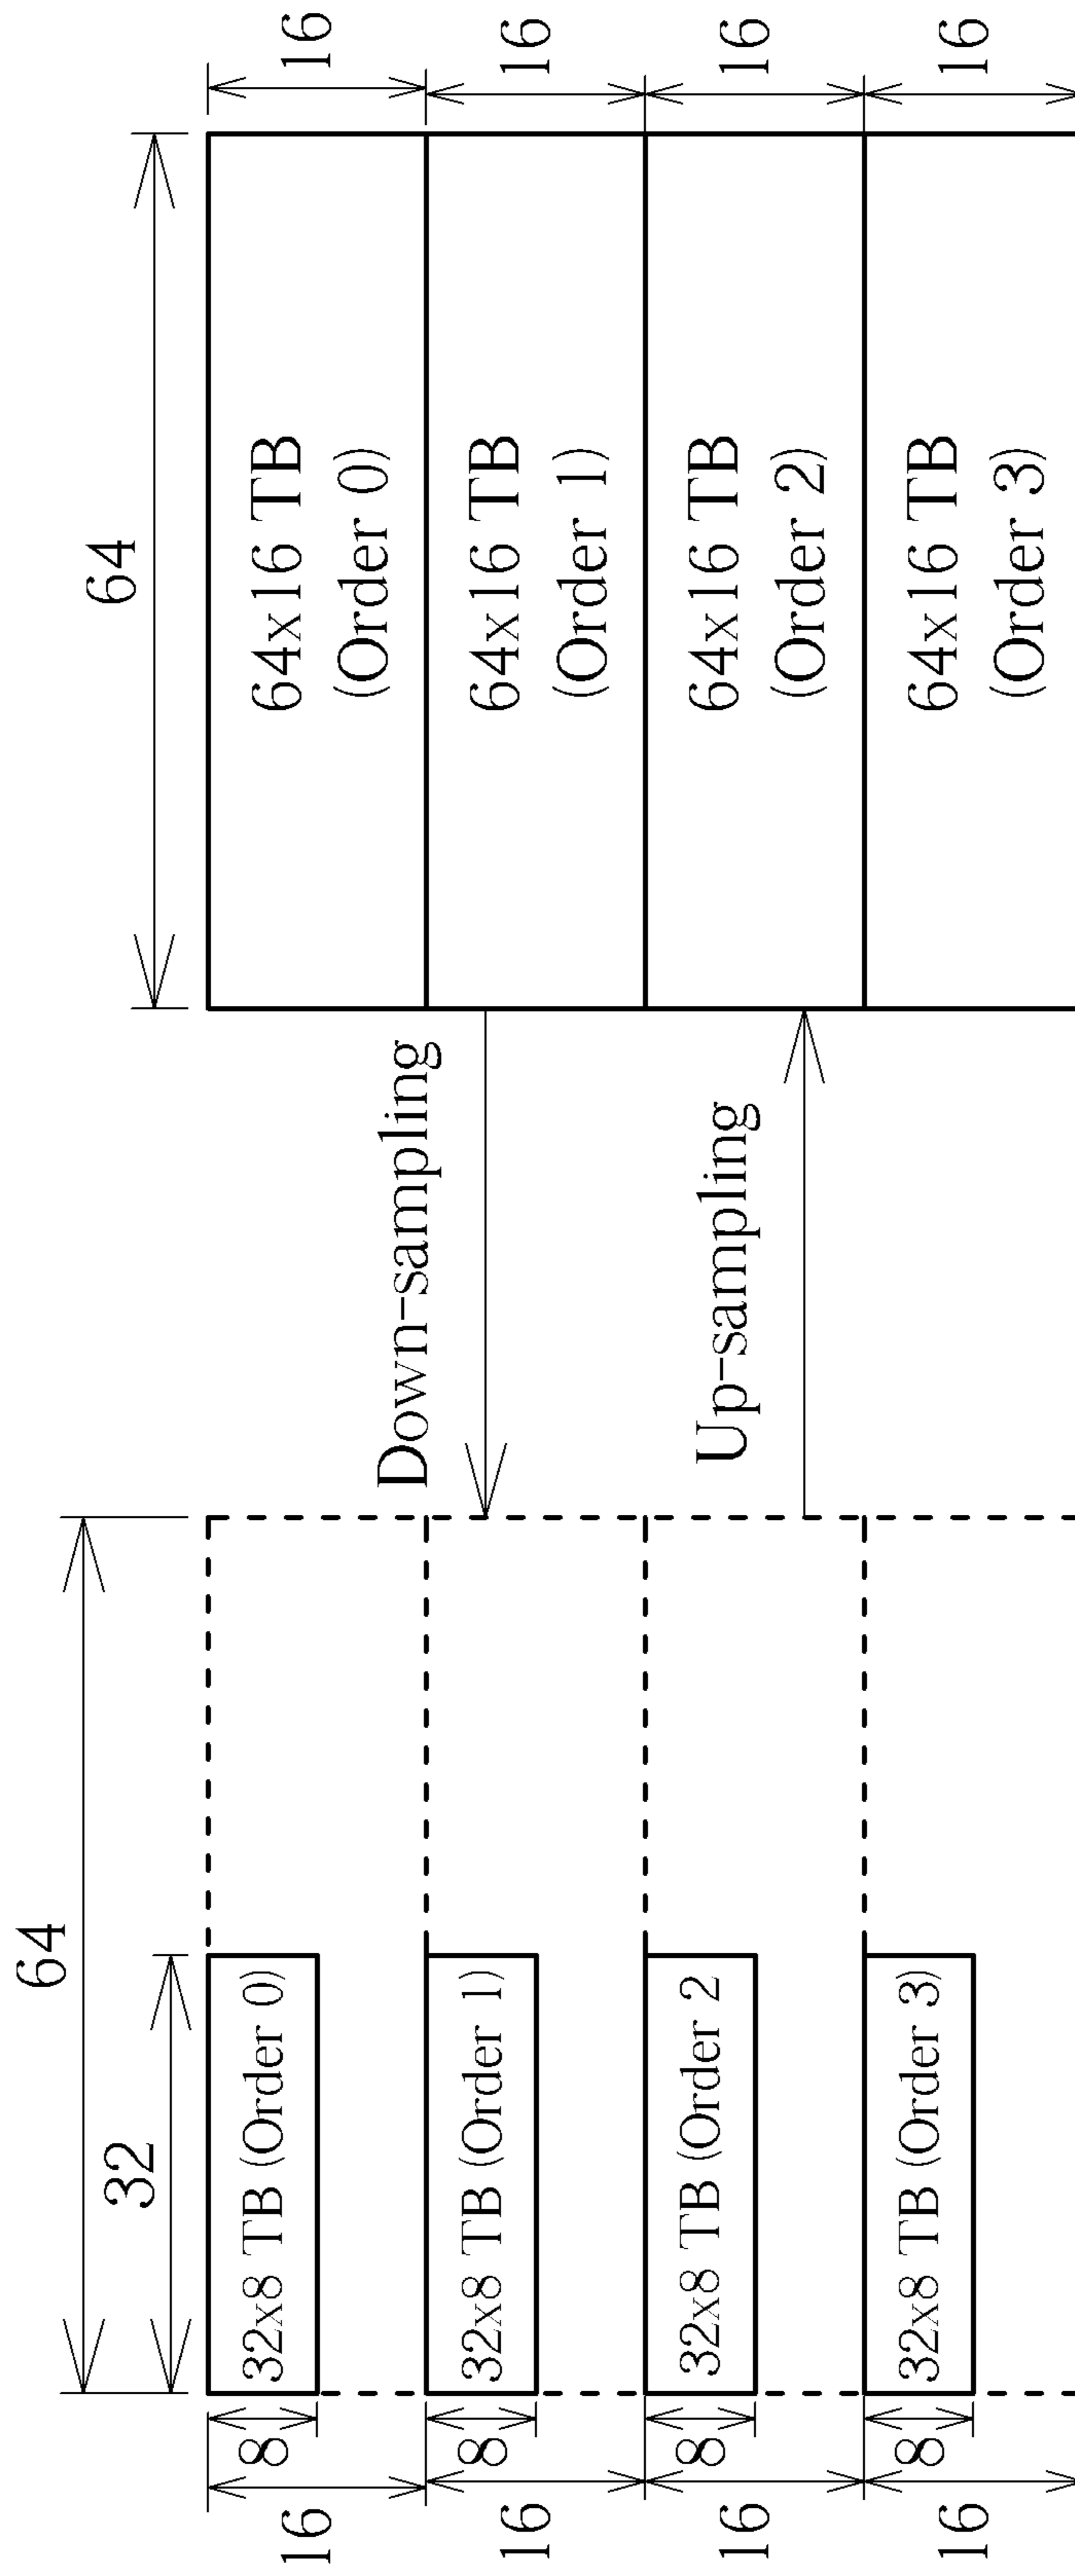 64
32
32x8 TB (Order 0)
32x8 TB (Order 1)
32x8 TB (Order 2
32x8 TB (Order 3)
8
8
8
8
16
16
16
16
Down-sampling
Up-sampling
64
64x16 TB
(Order 0)
64x16 TB
(Order 1)
64x16 TB
(Order 2)
64x16 TB
(Order 3)
16
16
16
16